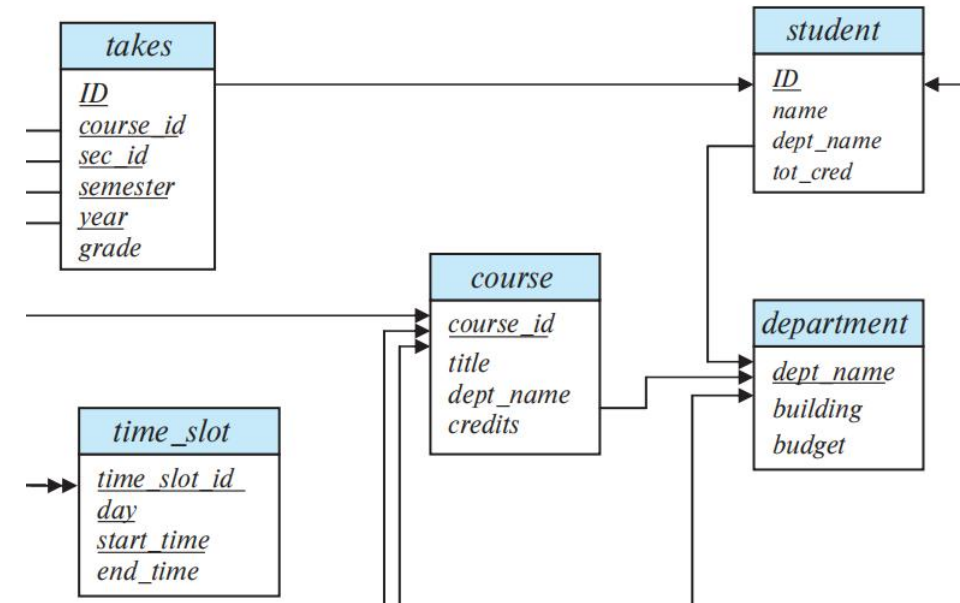 takes
ID
course_id
sec_id
semester
year
grade
student
ID
name
dept_name
tot_cred
course
course_id
title
dept_name
credits
department
dept_name
building
budget
time_slot
time_slot_id
day
start_time
end_time